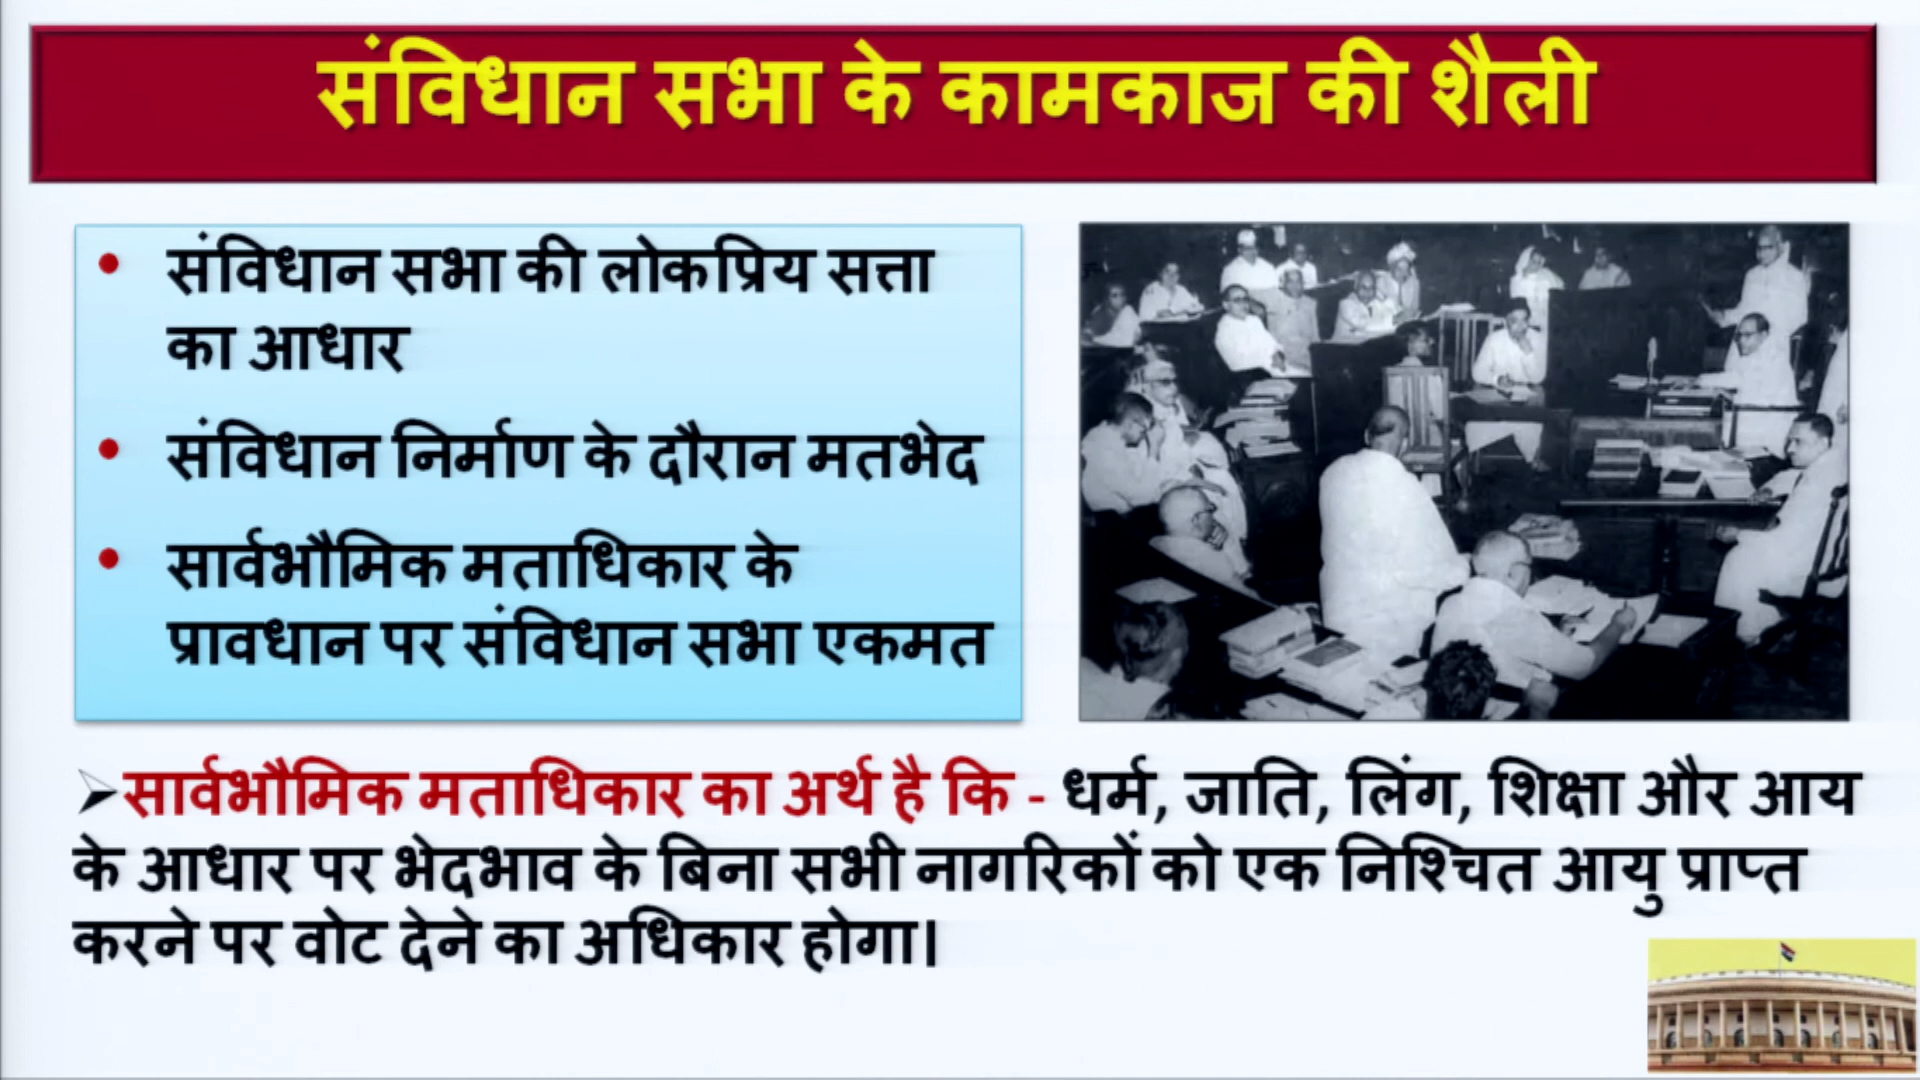 संविधान सभा के कामकाज की शैली
• संविधान सभा की लोकप्रिय सत्ता
का आधार
• संविधान निर्माण के दौरान मतभेद
• सार्वभौमिक मताधिकार के
प्रावधान पर संविधान सभा एकमत
➢सार्वभौमिक मताधिकार का अर्थ है कि - धर्म, जाति, लिंग, शिक्षा और आय
के आधार पर भेदभाव के बिना सभी नागरिकों को एक निश्चित आयु प्राप्त
करने पर वोट देने का अधिकार होगा।